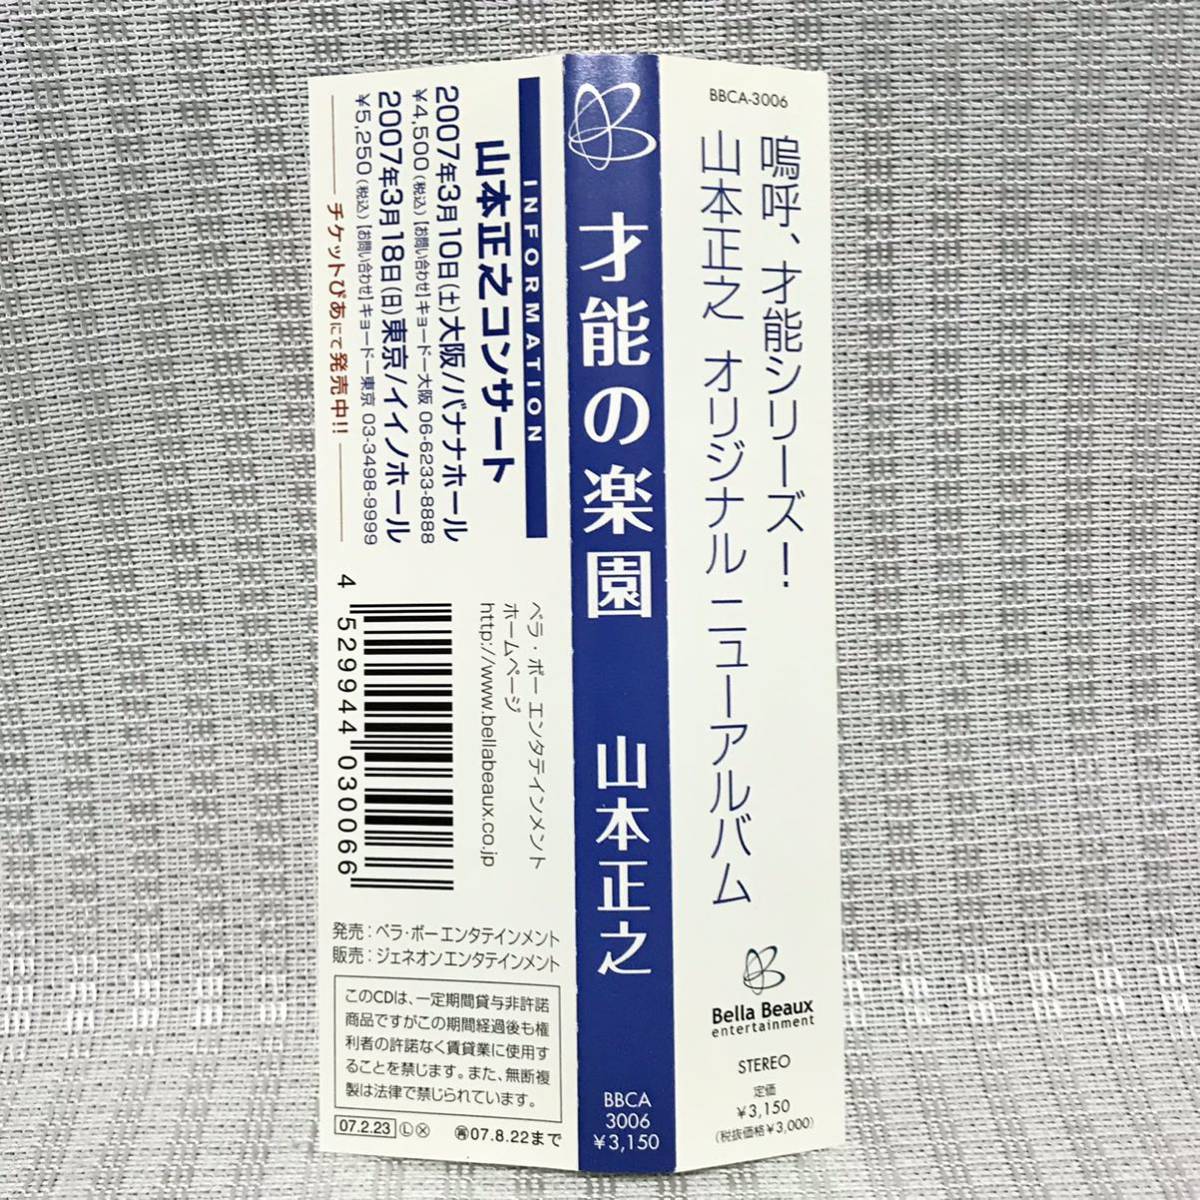 BBCA-3006
嗚呼、才能シリーズ!
山本正之 オリジナル ニューアルバム
Bella Beaux
entertainment
STEREO
定価
¥3,150
(税抜価格¥3,000)
才能の楽園 山本正之
BBCA
3006
¥3,150
INFORMATION
山本正之コンサート
2007年3月10日(土)大阪/バナナホール
¥4,500(税込)【お問い合わせ】キョードー大阪 06-6233-8888
2007年3月18日(日)東京/イイノホール
¥5,250(税込)【お問い合わせ】キョードー東京 03-3498-9999
チケットぴあにて発売中!!
ベラ・ボー エンタテインメント
ホームページ
http://www.bellabeaux.co.jp
4 529944 030066
発売:ベラ・ボーエンタテインメント
販売:ジェネオン エンタテインメント
このCDは、一定期間貸与非許諾
商品ですがこの期間経過後も権
利者の許諾なく賃貸業に使用す
ることを禁じます。また、無断複
製は法律で禁じられています。
07.2.23 Ⓛ Ⓧ ㊢07.8.22まで